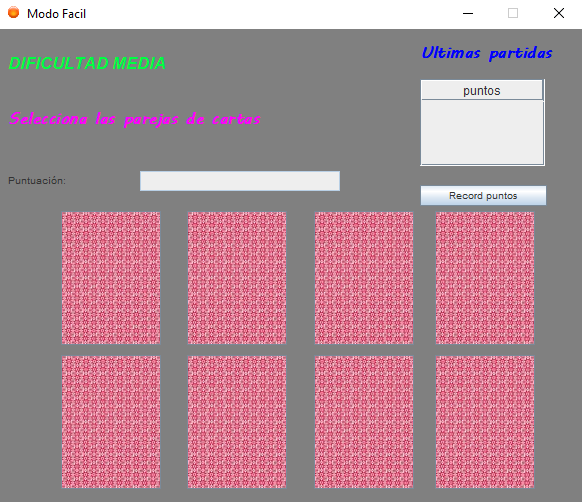 Modo Facil
DIFICULTAD MEDIA
Ultimas partidas
puntos
Selecciona las parejas de cartas
Puntuación:
Record puntos